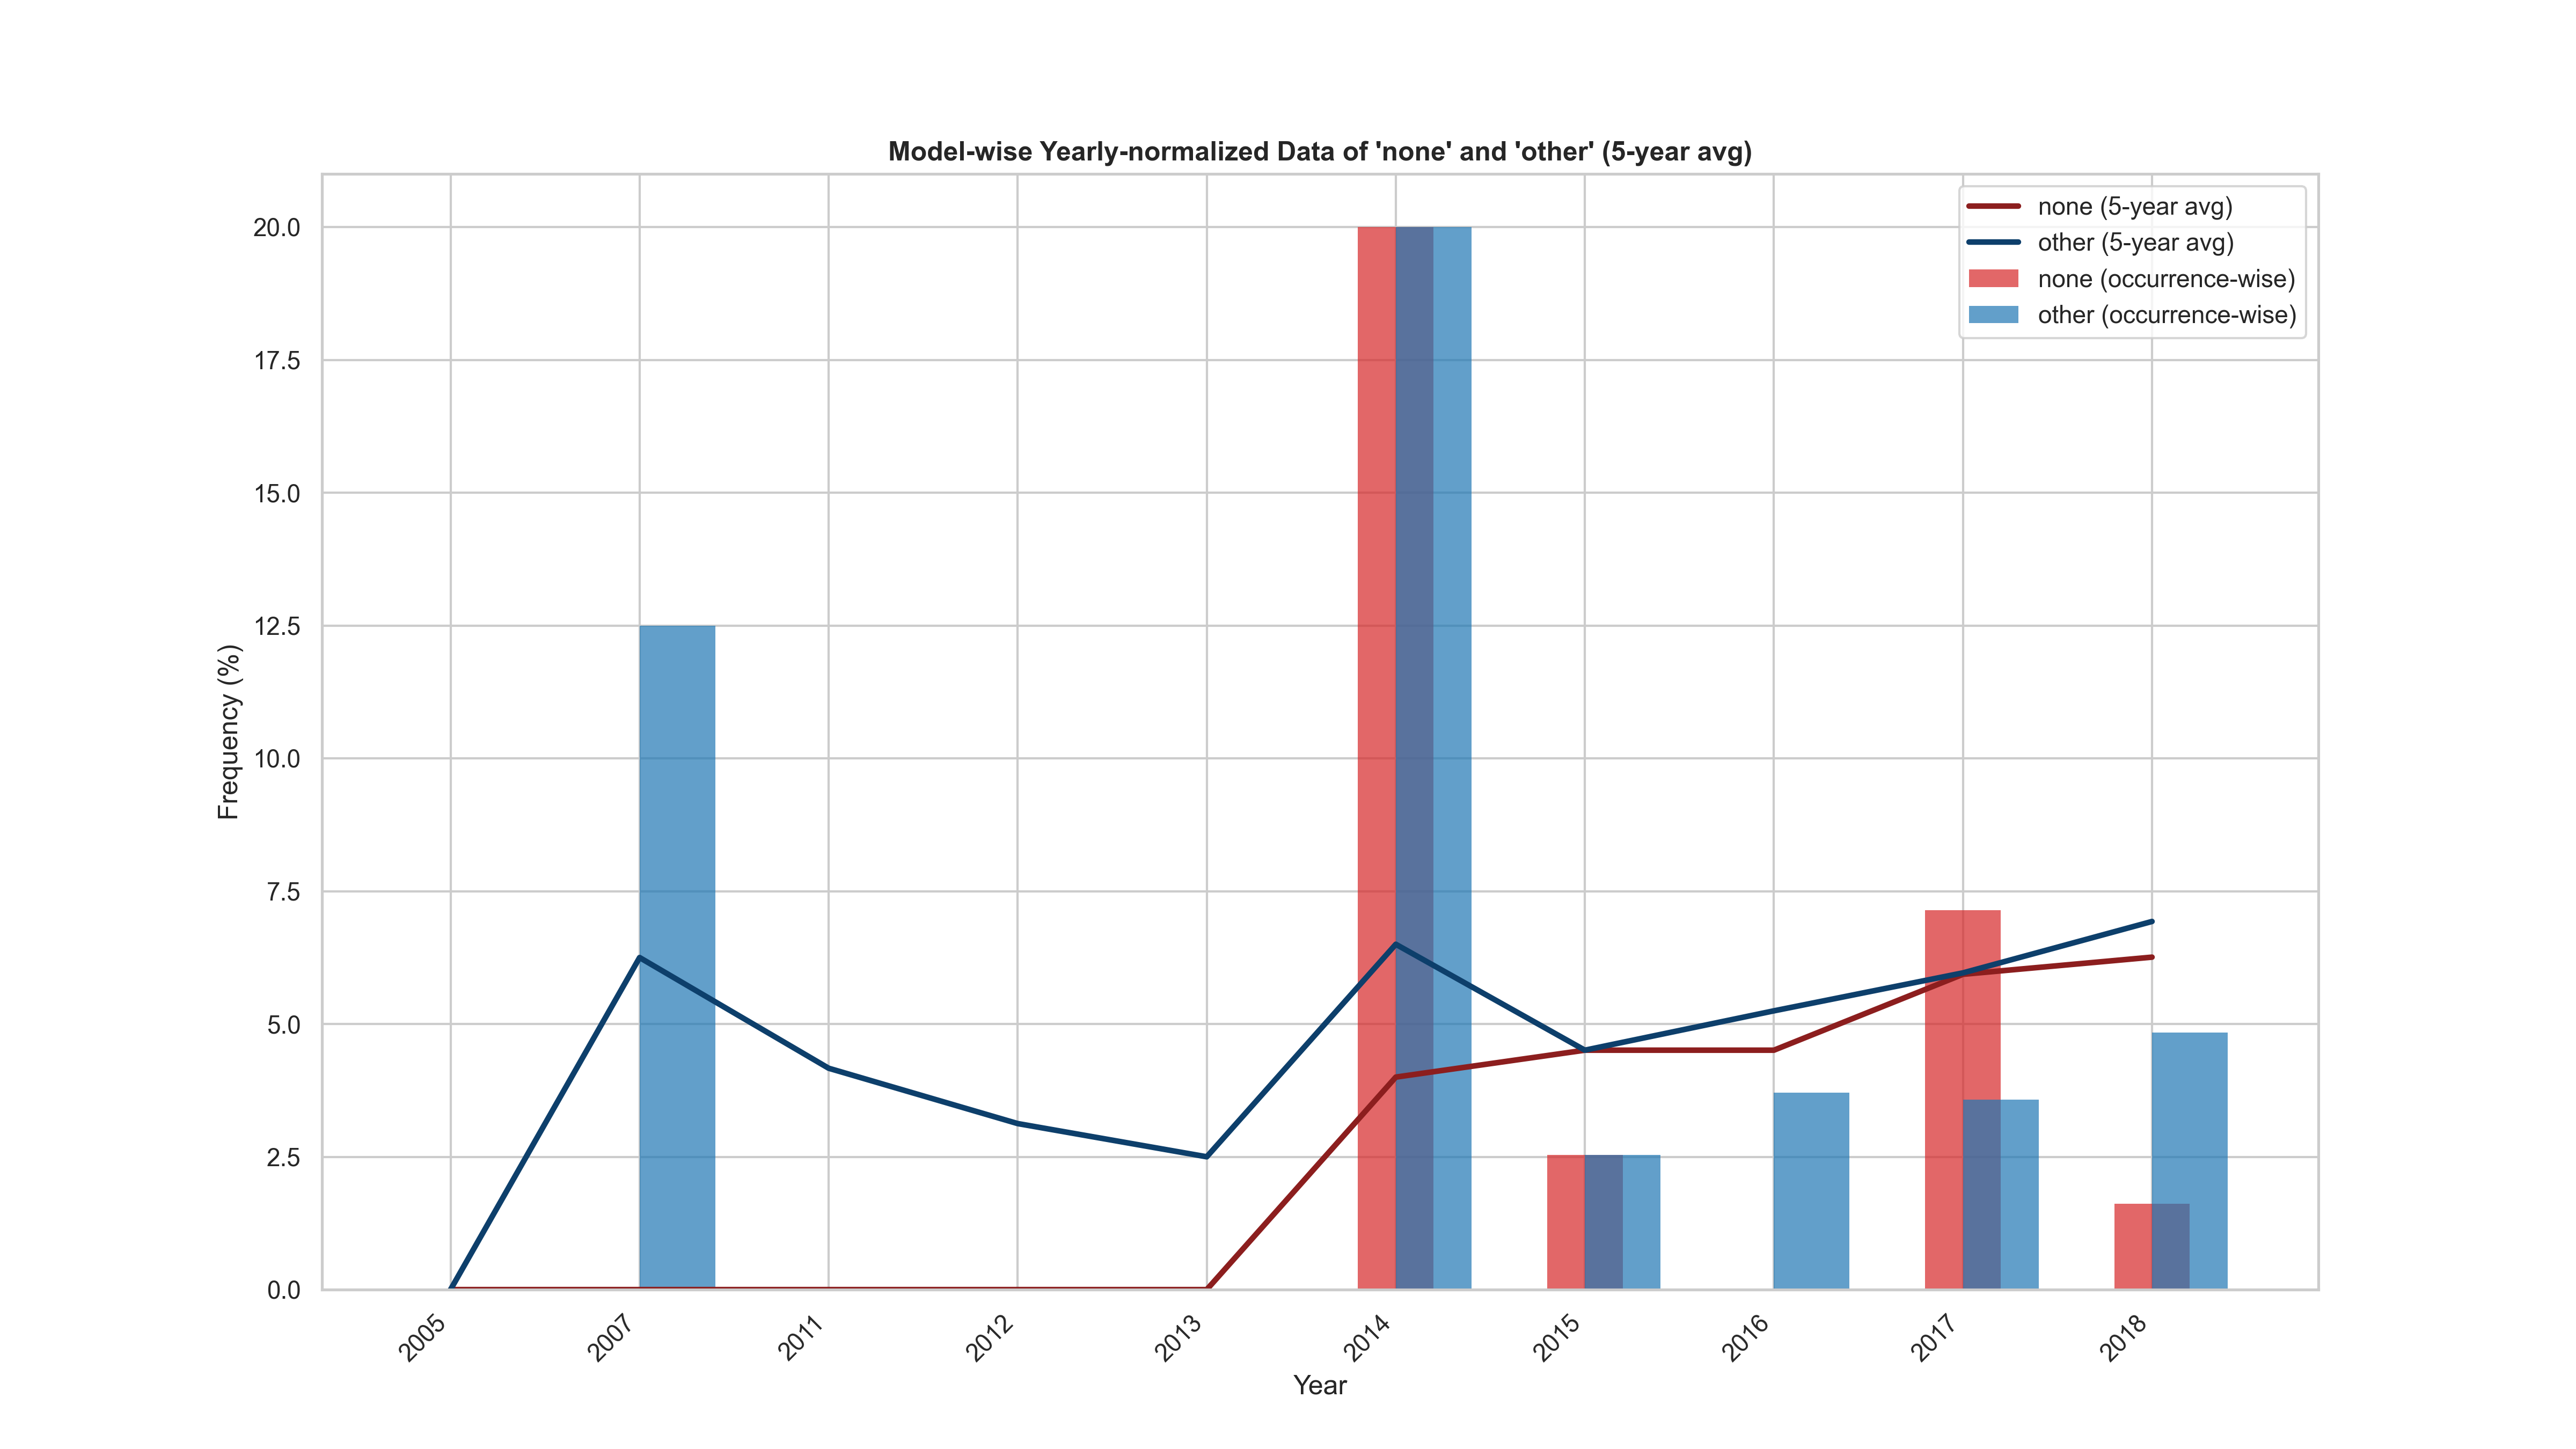 Model-wise Yearly-normalized Data of 'none' and 'other' (5-year avg)
none (5-year avg)
other (5-year avg)
none (occurrence-wise)
other (occurrence-wise)
20.0
17.5
15.0
12.5
10.0
7.5
5.0
2.5
0.0
Frequency (%)
2005
2007
2011
2012
2013
2014
2015
2016
2017
2018
Year